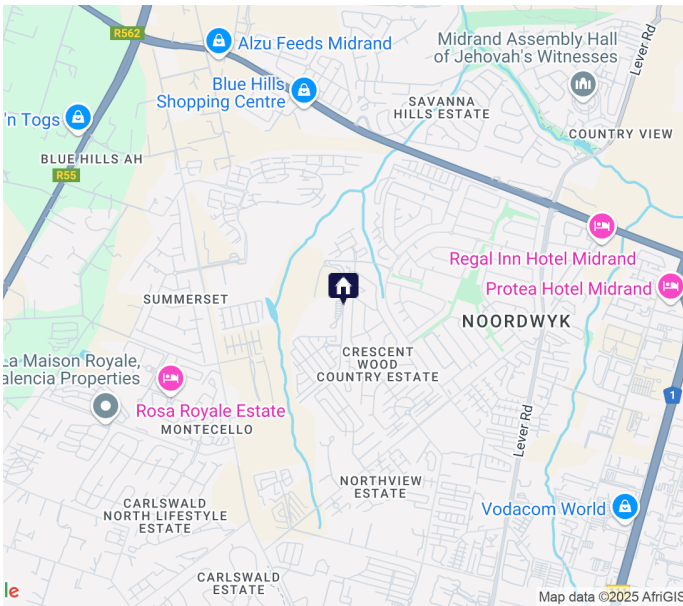 R562
Alzu Feeds Midrand
Midrand Assembly Hall
of Jehovah's Witnesses
Lever Rd
Blue Hills
Shopping Centre
SAVANNA
HILLS ESTATE
'n Togs
COUNTRY VIEW
BLUE HILLS AH
R55
Regal Inn Hotel Midrand
Protea Hotel Midrand
SUMMERSET
NOORDWYK
La Maison Royale,
alencia Properties
CRESCENT
WOOD
COUNTRY ESTATE
1
Rosa Royale Estate
MONTECELLO
Lever Rd
NORTHVIEW
ESTATE
CARLSWALD
NORTH LIFESTYLE
ESTATE
Vodacom World
CARLSWALD
ESTATE
le
Map data ©2025 AfriGIS